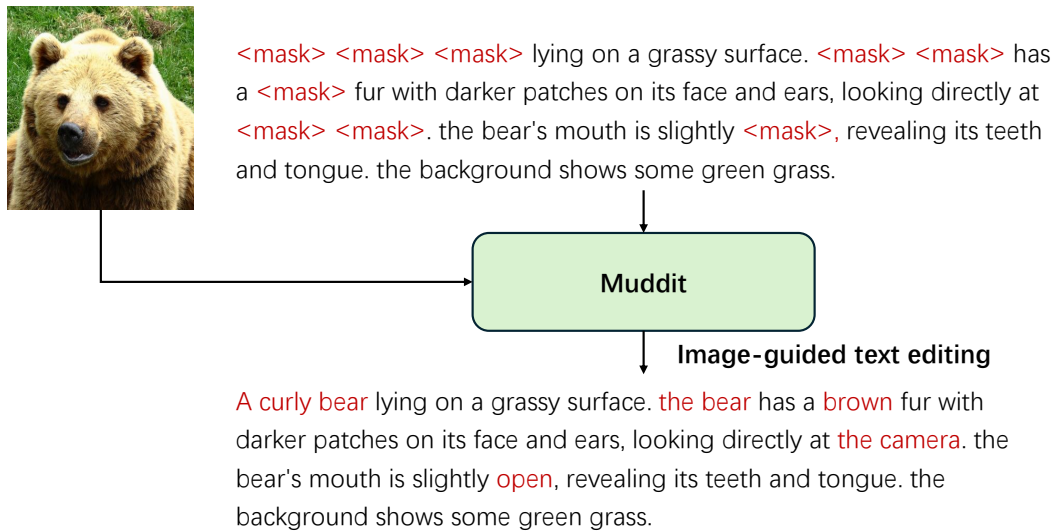 <mask> <mask> <mask> lying on a grassy surface. <mask> <mask> has
a <mask> fur with darker patches on its face and ears, looking directly at
<mask> <mask>. the bear's mouth is slightly <mask>, revealing its teeth
and tongue. the background shows some green grass.
Muddit
Image-guided text editing
A curly bear lying on a grassy surface. the bear has a brown fur with
darker patches on its face and ears, looking directly at the camera. the
bear's mouth is slightly open, revealing its teeth and tongue. the
background shows some green grass.